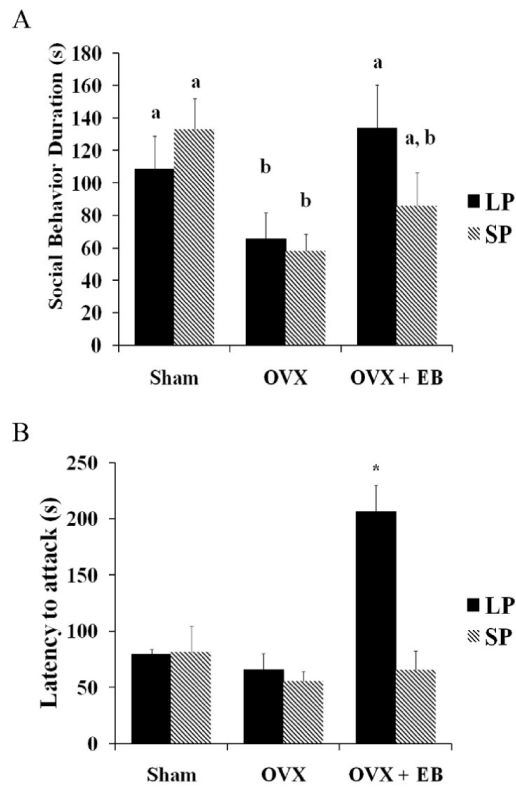 A
Social Behavior Duration (s)
180
160
140
120
100
80
60
40
20
0
a
a
b
b
a
a, b
LP
SP
Sham
OVX
OVX + EB
B
Latency to attack (s)
250
200
150
100
50
0
*
LP
SP
Sham
OVX
OVX + EB